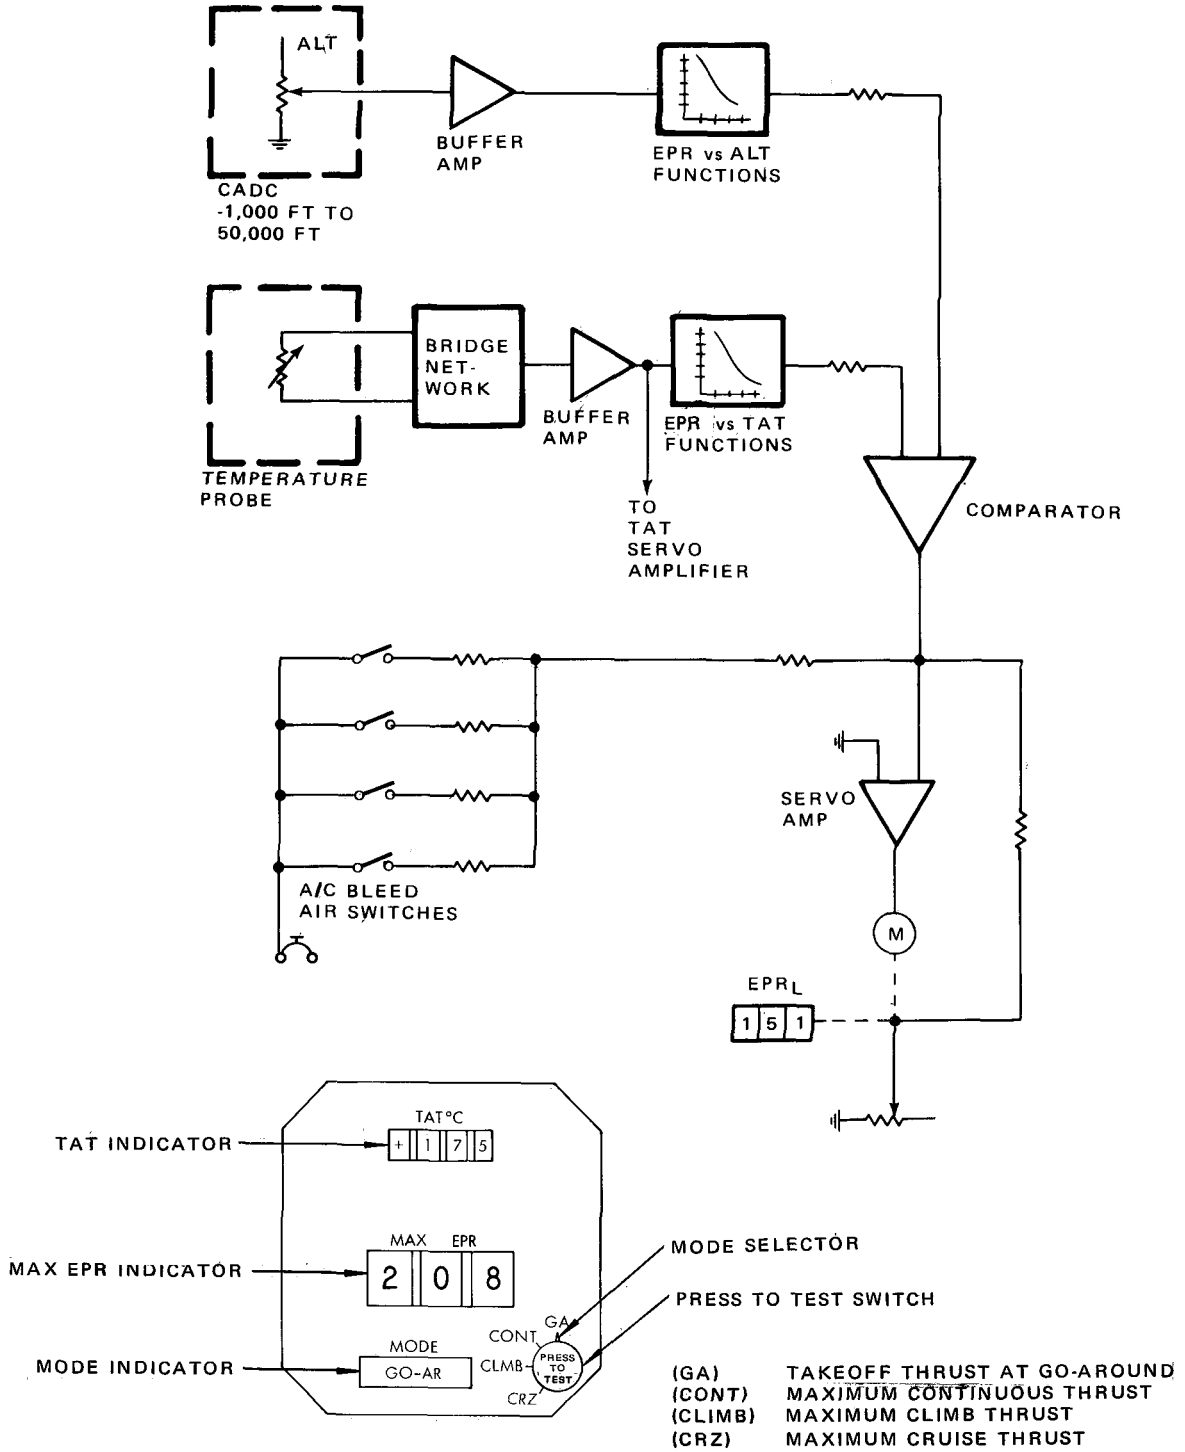 ALT
BUFFER
AMP
EPR vs ALT
FUNCTIONS
CADC
-1,000 FT TO
50,000 FT
BRIDGE
NET-
WORK
BUFFER
AMP
EPR vs TAT
FUNCTIONS
TEMPERATURE
PROBE
TO
TAT
SERVO
AMPLIFIER
COMPARATOR
SERVO
AMP
A/C BLEED
AIR SWITCHES
M
EPRL
1 5 1
TAT°C
TAT INDICATOR
+ 1 7 5
MAX EPR
MAX EPR INDICATOR
2 0 8
MODE SELECTOR
PRESS TO TEST SWITCH
GA
CONT
MODE
MODE INDICATOR
GO-AR
CLMB
PRESS
TO
TEST
CRZ
(GA) TAKEOFF THRUST AT GO-AROUND
(CONT) MAXIMUM CONTINUOUS THRUST
(CLIMB) MAXIMUM CLIMB THRUST
(CRZ) MAXIMUM CRUISE THRUST